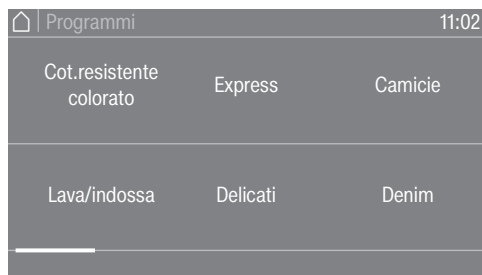 Programmi 11:02
Cot.resistente
colorato
Express
Camicie
Lava/indossa
Delicati
Denim